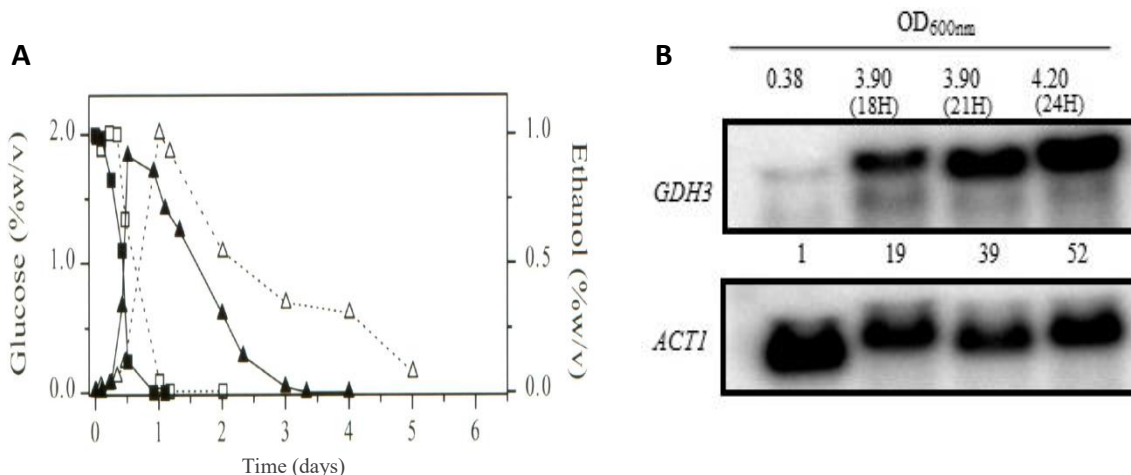 A
Glucose (%w/v)
2.0
1.0
0.0
Ethanol (%w/v)
1.0
0.5
0.0
0 1 2 3 4 5 6
Time (days)
B
OD600nm
0.38 3.90 3.90 4.20
(18H) (21H) (24H)
GDH3
1 19 39 52
ACT1